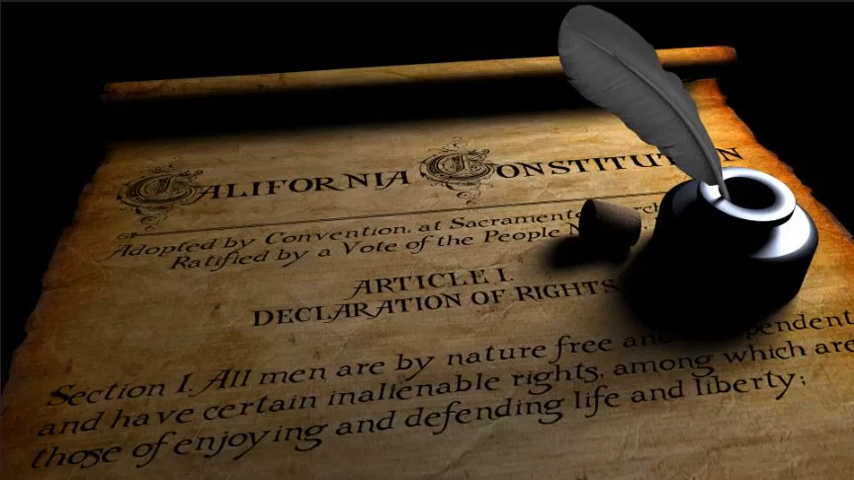 CALIFORNIA CONSTITUTION
Adopted by Convention, at Sacramento
Ratified by a Vote of the People
ARTICLE I.
DECLARATION OF RIGHTS
Section 1. All men are by nature free and
and have certain inalienable rights, among which are
those of enjoying and defending life and liberty;